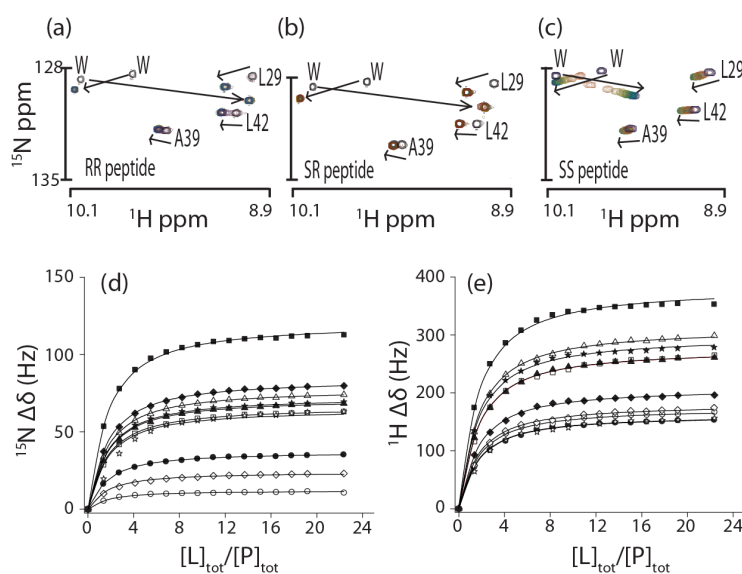 (a) (b) (c)
128
¹⁵N ppm
135
W W L29 L42 A39
RR peptide
10.1 8.9
¹H ppm
W W L29 L42 A39
SR peptide
10.1 8.9
¹H ppm
W W L29 L42 A39
SS peptide
10.1 8.9
¹H ppm
(d)
150
100
50
0
¹⁵N Δδ (Hz)
0 4 8 12 16 20 24
[L]tot/[P]tot
(e)
400
300
200
100
0
¹H Δδ (Hz)
0 4 8 12 16 20 24
[L]tot/[P]tot